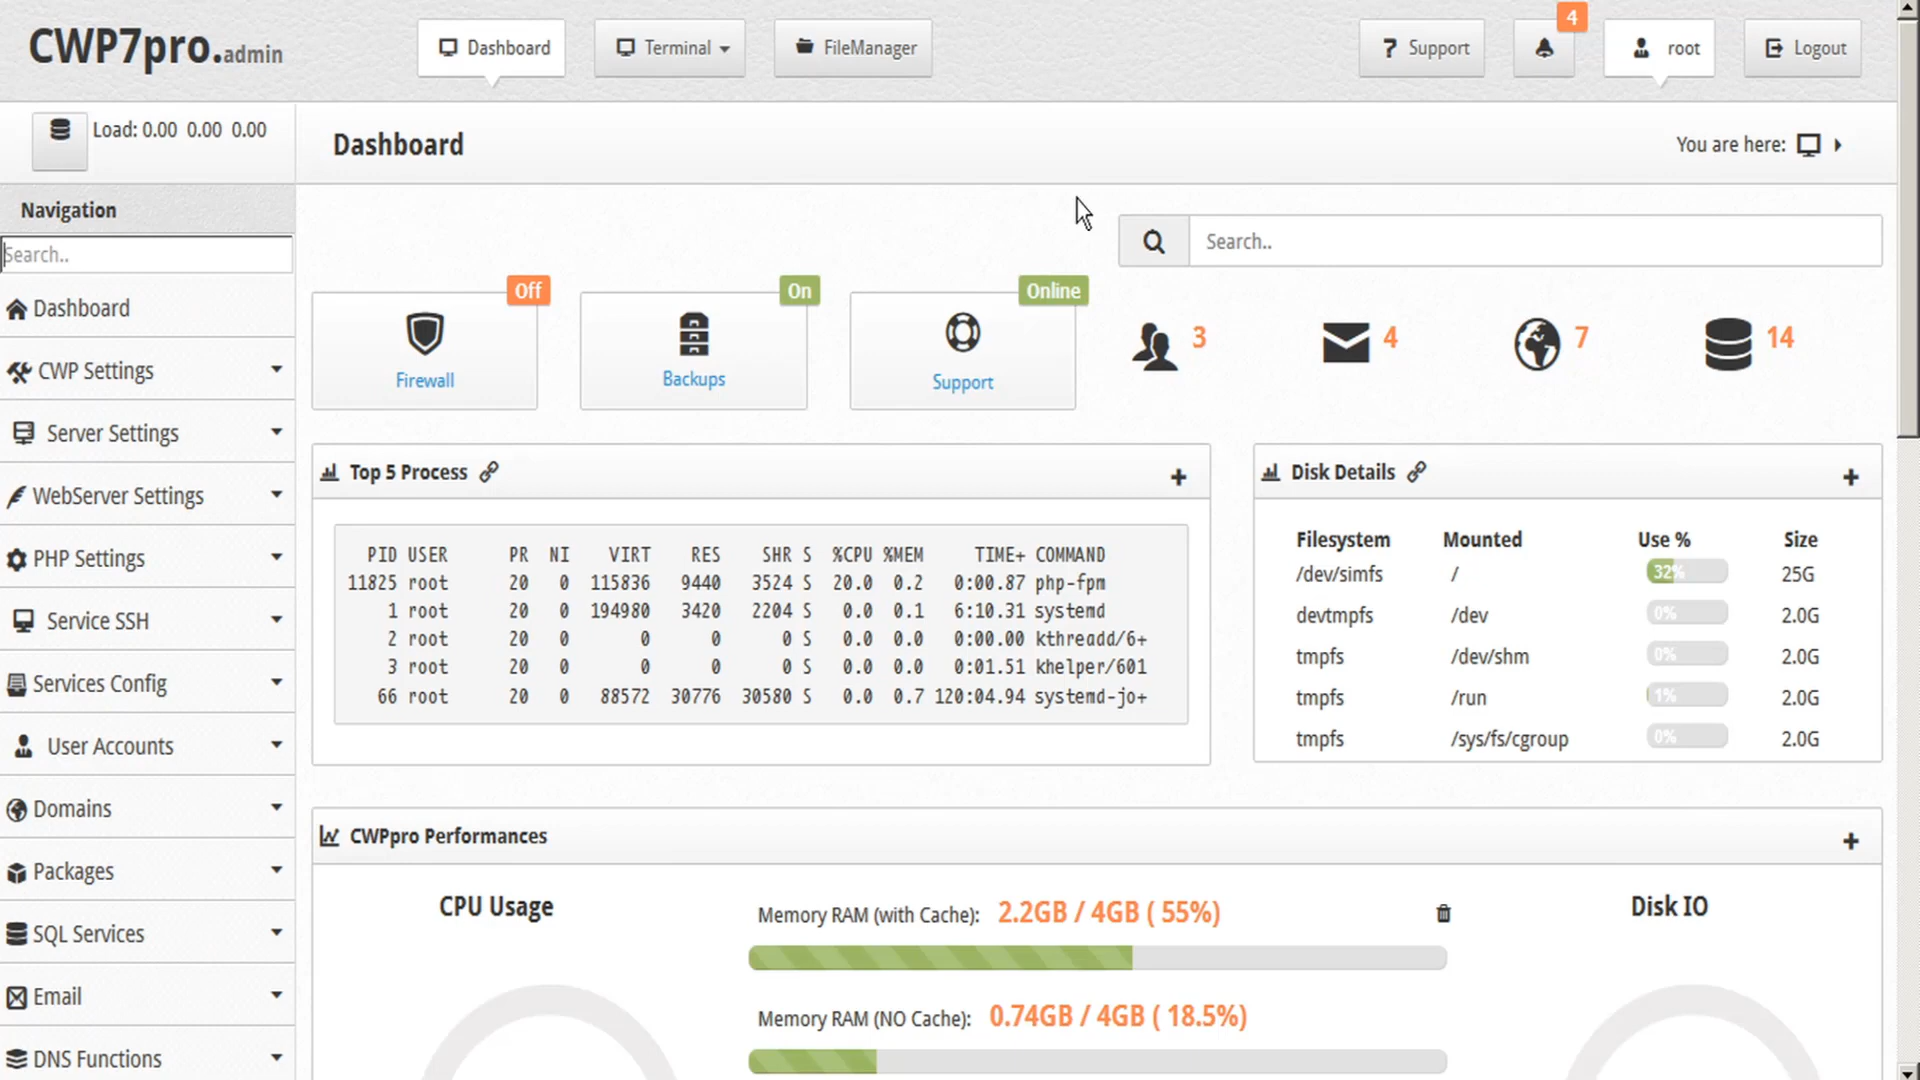 CWP7pro.admin
Dashboard
Terminal
FileManager
? Support
4
root
Logout
Load: 0.00 0.00 0.00
Dashboard
You are here:
Navigation
Search..
Search..
Dashboard
CWP Settings
Server Settings
WebServer Settings
PHP Settings
Service SSH
Services Config
User Accounts
Domains
Packages
SQL Services
Email
DNS Functions
Off
Firewall
On
Backups
Online
Support
3
4
7
14
Top 5 Process
PID USER PR NI VIRT RES SHR S %CPU %MEM TIME+ COMMAND
11825 root 20 0 115836 9440 3524 S 20.0 0.2 0:00.87 php-fpm
1 root 20 0 194980 3420 2204 S 0.0 0.1 6:10.31 systemd
2 root 20 0 0 0 0 S 0.0 0.0 0:00.00 kthreadd/6+
3 root 20 0 0 0 0 S 0.0 0.0 0:01.51 khelper/601
66 root 20 0 88572 30776 30580 S 0.0 0.7 120:04.94 systemd-jo+
Disk Details
Filesystem Mounted Use % Size
/dev/simfs / 32% 25G
devtmpfs /dev 0% 2.0G
tmpfs /dev/shm 0% 2.0G
tmpfs /run 1% 2.0G
tmpfs /sys/fs/cgroup 0% 2.0G
CWPpro Performances
CPU Usage
Memory RAM (with Cache): 2.2GB / 4GB ( 55%)
Memory RAM (NO Cache): 0.74GB / 4GB ( 18.5%)
Disk IO